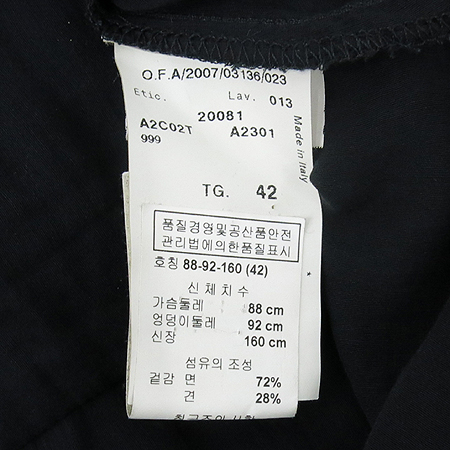 O.F.A/2007/03136/023
Etic. Lav. 013
20081
A2C02T A2301
999
Made in Italy
TG. 42
품질경영및공산품안전
관리법에의한품질표시
호칭 88-92-160 (42)
신체치수
가슴둘레 88 cm
엉덩이둘레 92 cm
신장 160 cm
섬유의 조성
겉감 면 72%
견 28%